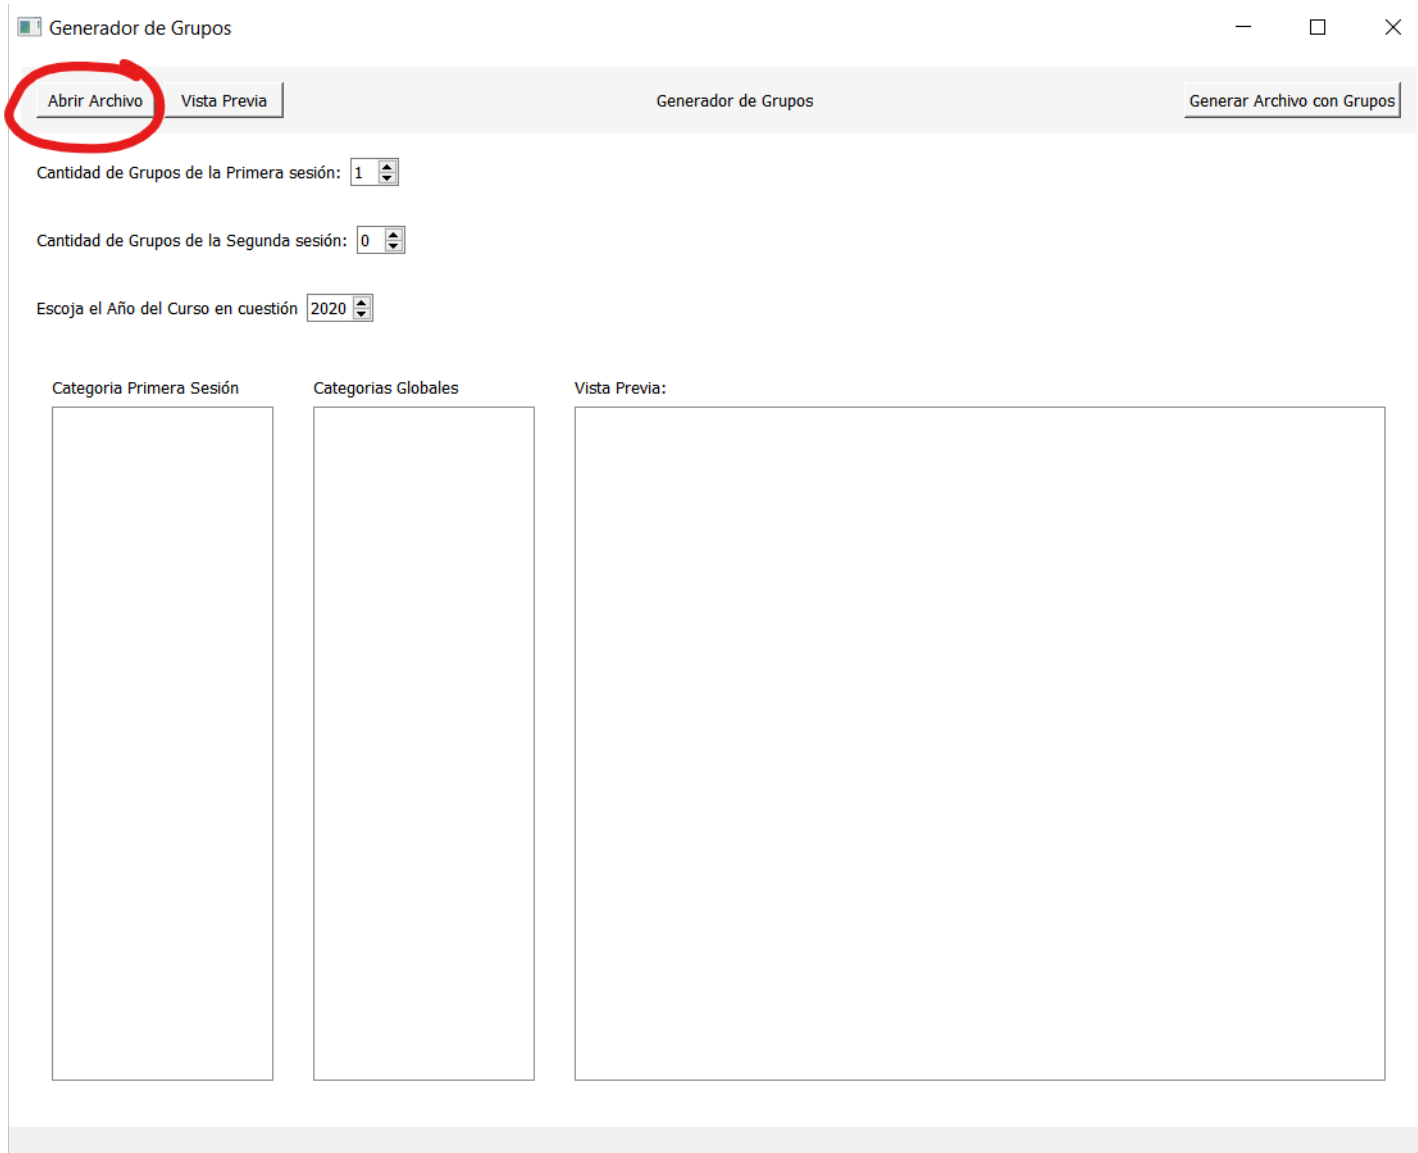 Generador de Grupos
Abrir Archivo Vista Previa Generador de Grupos Generar Archivo con Grupos
Cantidad de Grupos de la Primera sesión: 1
Cantidad de Grupos de la Segunda sesión: 0
Escoja el Año del Curso en cuestión 2020
Categoria Primera Sesión Categorias Globales Vista Previa: